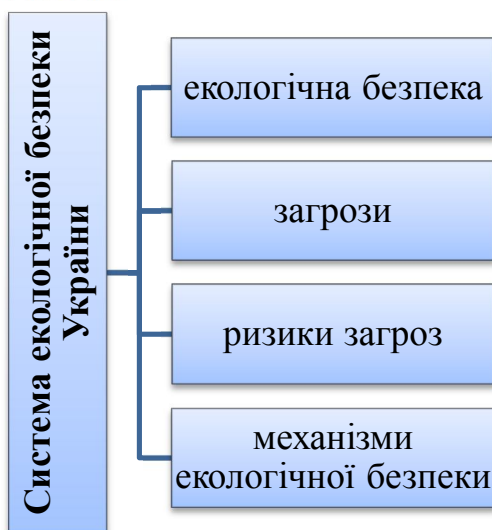 Система екологічної безпеки
України
екологічна безпека
загрози
ризики загроз
механізми
екологічної безпеки